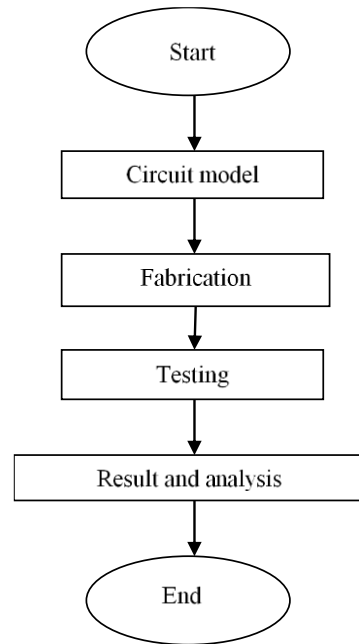 Start
Circuit model
Fabrication
Testing
Result and analysis
End